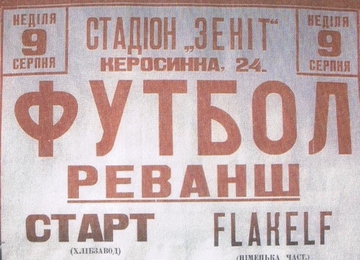 НЕДІЛЯ
9
СЕРПНЯ
СТАДІОН „ЗЕНІТ"
КЕРОСИННА, 24.
НЕДІЛЯ
9
СЕРПНЯ
ФУТБОЛ
РЕВАНШ
СТАРТ
(ХЛІБЗАВОД)
FLAKELF
(НІМЕЦЬКА ЧАСТ.)